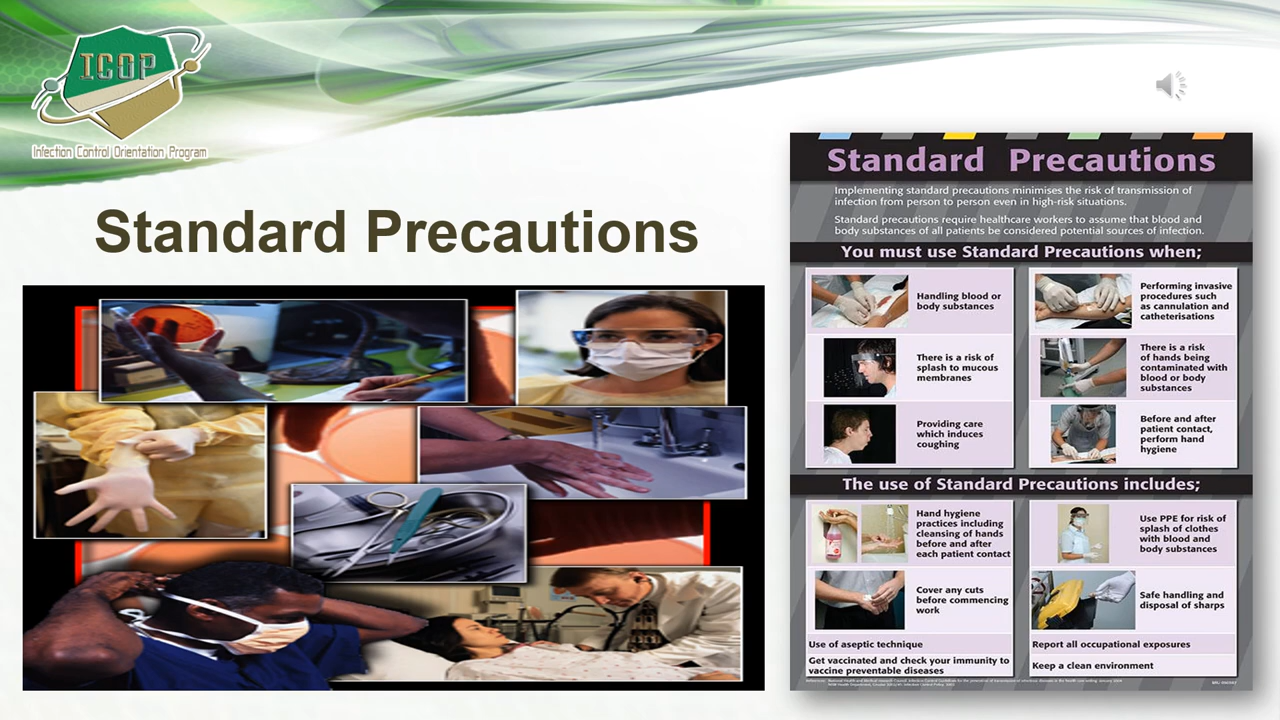 ICOP
Infection Control Orientation Program
Standard Precautions
Standard Precautions
Implementing standard precautions minimises the risk of transmission of
infection from person to person even in high-risk situations.
Standard precautions require healthcare workers to assume that blood and
body substances of all patients be considered potential sources of infection.
You must use Standard Precautions when;
Handling blood or
body substances
Performing invasive
procedures such
as cannulation and
catheterisations
There is a risk of
splash to mucous
membranes
There is a risk
of hands being
contaminated with
blood or body
substances
Providing care
which induces
coughing
Before and after
patient contact,
perform hand
hygiene
The use of Standard Precautions includes;
Hand hygiene
practices including
cleansing of hands
before and after
each patient contact
Use PPE for risk of
splash of clothes
with blood and
body substances
Cover any cuts
before commencing
work
Safe handling and
disposal of sharps
Use of aseptic technique
Report all occupational exposures
Get vaccinated and check your immunity to
vaccine preventable diseases
Keep a clean environment